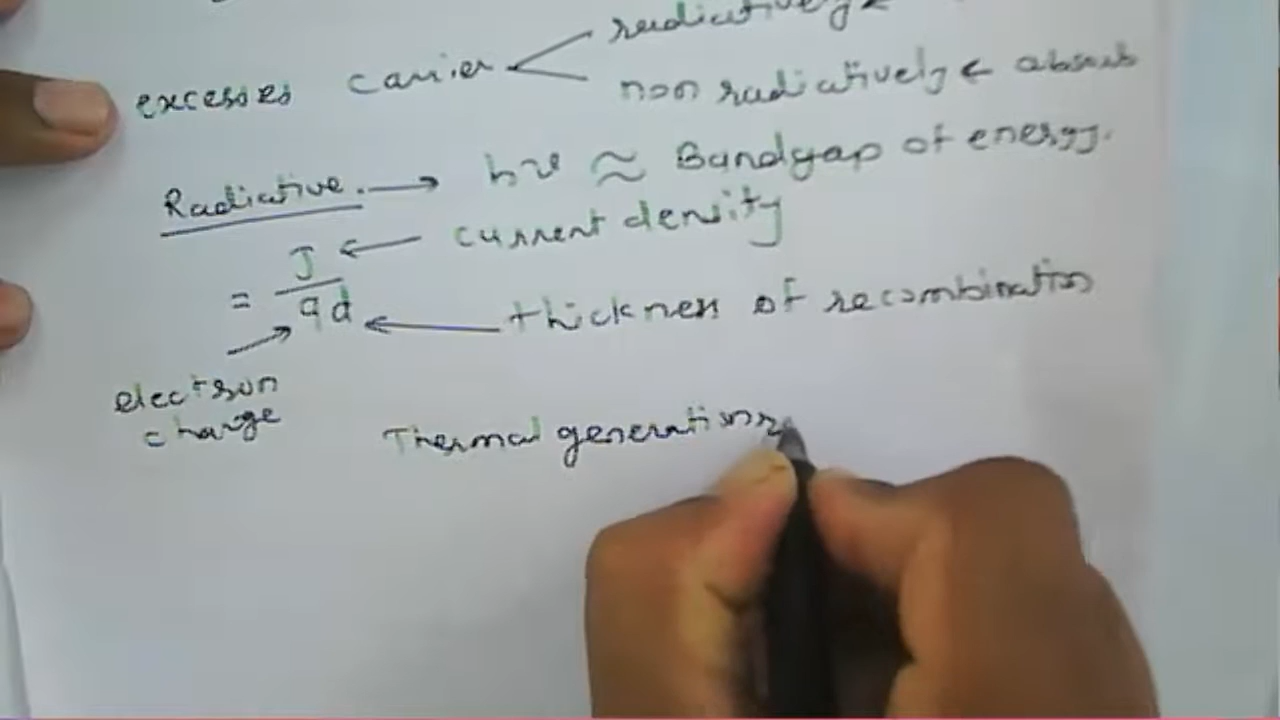 radiatively
excesses carrier
non radiatively ← absorb
Radiative. → hν ≈ Bandgap of energy.
J ← current density
=
qd ← thickness of recombination
electron
charge
Thermal generation